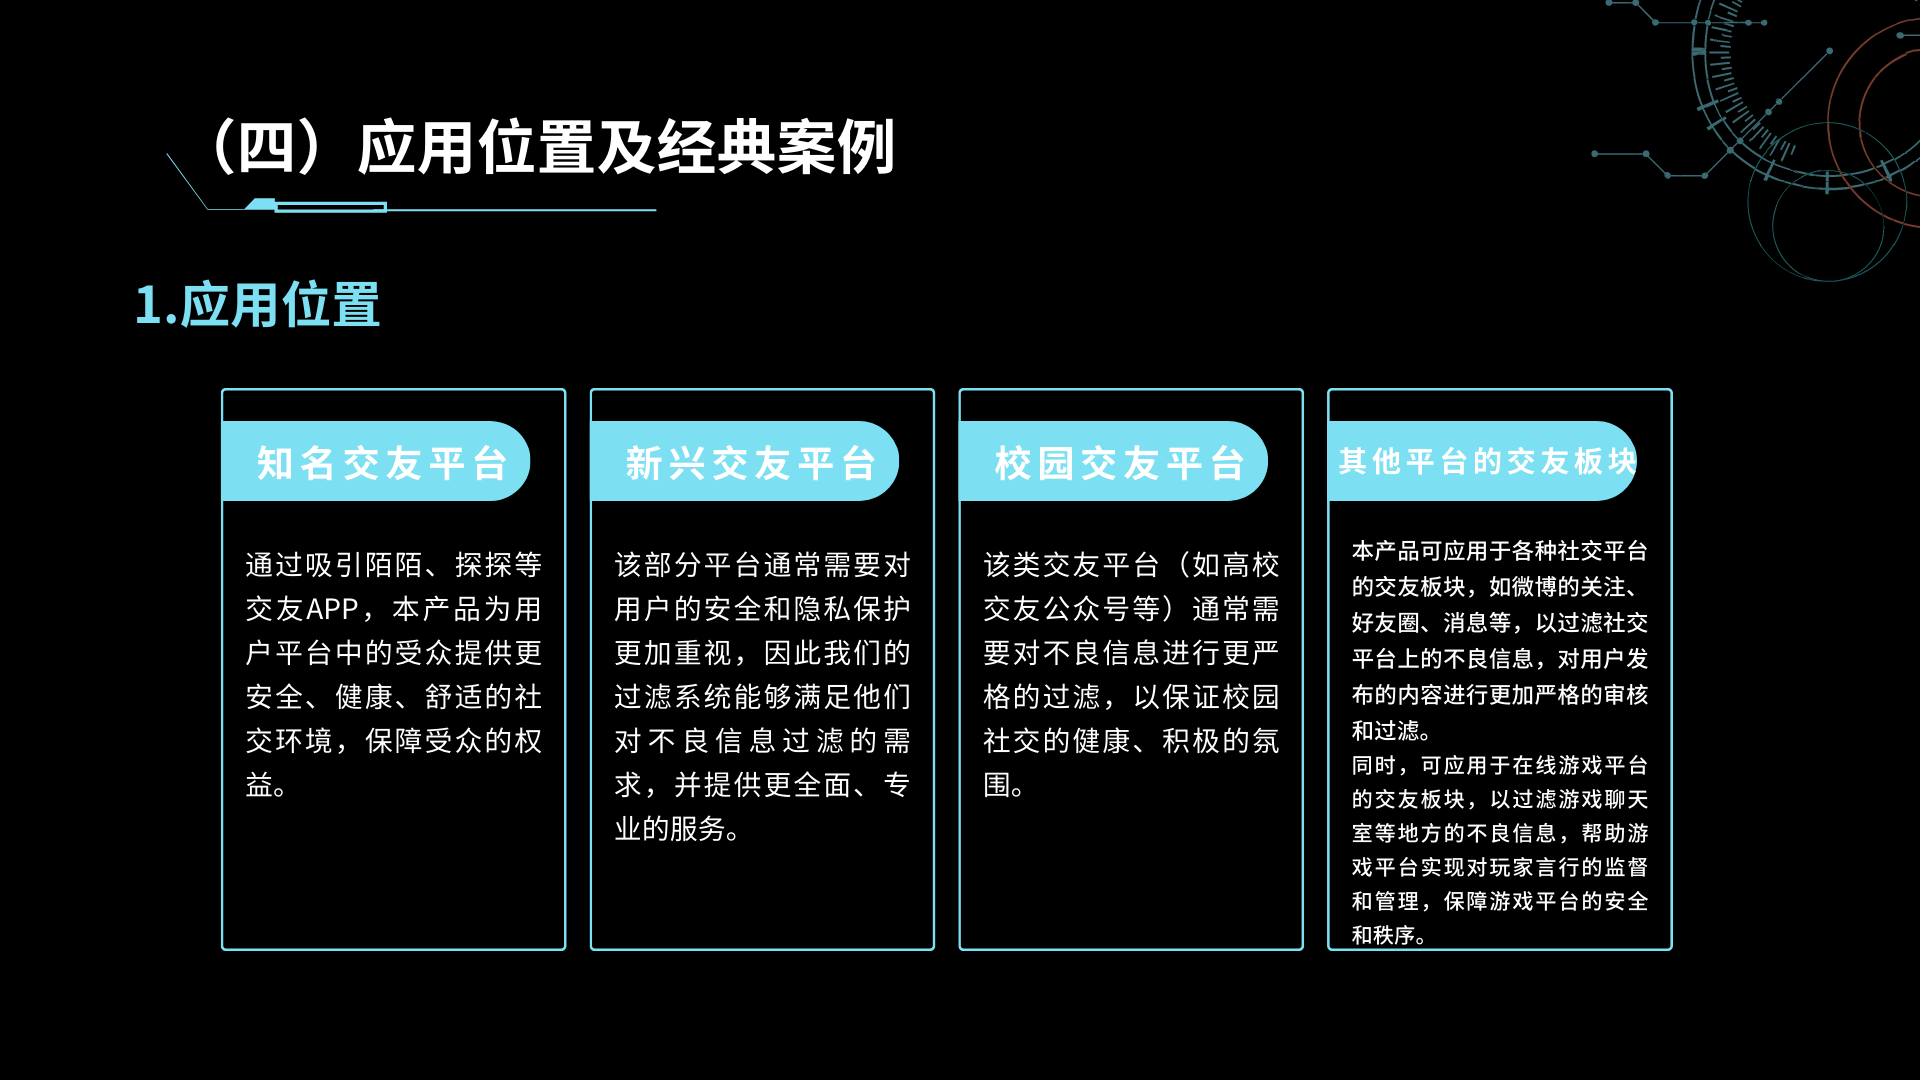 （四）应用位置及经典案例
1.应用位置
知名交友平台
通过吸引陌陌、探探等
交友APP，本产品为用
户平台中的受众提供更
安全、健康、舒适的社
交环境，保障受众的权
益。
新兴交友平台
该部分平台通常需要对
用户的安全和隐私保护
更加重视，因此我们的
过滤系统能够满足他们
对不良信息过滤的需
求，并提供更全面、专
业的服务。
校园交友平台
该类交友平台（如高校
交友公众号等）通常需
要对不良信息进行更严
格的过滤，以保证校园
社交的健康、积极的氛
围。
其他平台的交友板块
本产品可应用于各种社交平台
的交友板块，如微博的关注、
好友圈、消息等，以过滤社交
平台上的不良信息，对用户发
布的内容进行更加严格的审核
和过滤。
同时，可应用于在线游戏平台
的交友板块，以过滤游戏聊天
室等地方的不良信息，帮助游
戏平台实现对玩家言行的监督
和管理，保障游戏平台的安全
和秩序。